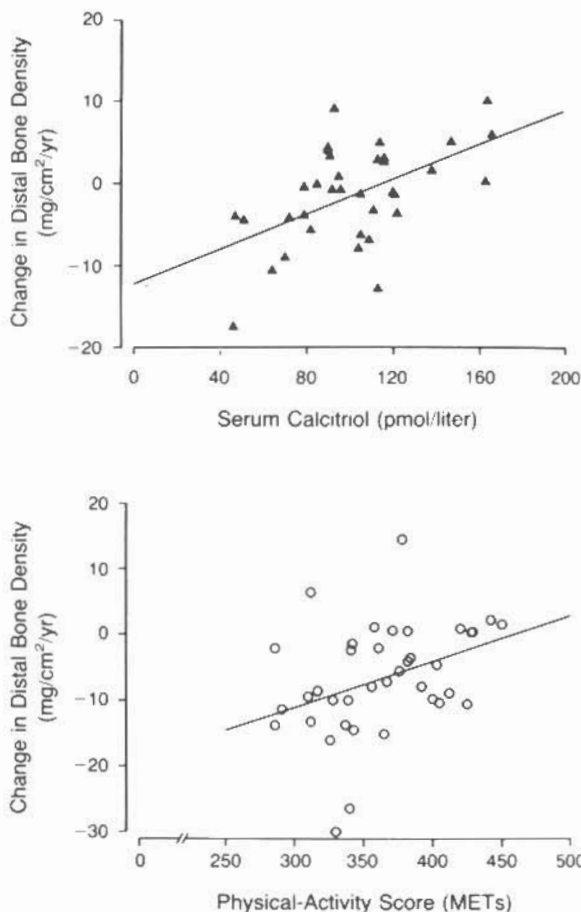 20
10
0
−10
−20
Change in Distal Bone Density
(mg/cm²/yr)
0 40 80 120 160 200
Serum Calcitriol (pmol/liter)
20
10
0
−10
−20
−30
Change in Distal Bone Density
(mg/cm²/yr)
0 250 300 350 400 450 500
Physical-Activity Score (METs)